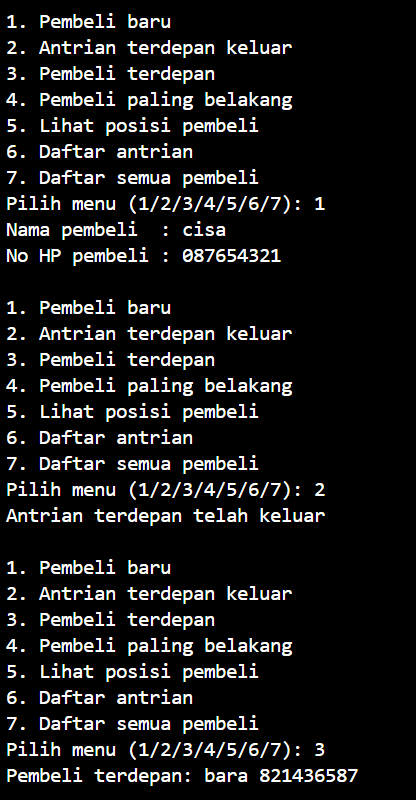 1. Pembeli baru
2. Antrian terdepan keluar
3. Pembeli terdepan
4. Pembeli paling belakang
5. Lihat posisi pembeli
6. Daftar antrian
7. Daftar semua pembeli
Pilih menu (1/2/3/4/5/6/7): 1
Nama pembeli  : cisa
No HP pembeli : 087654321

1. Pembeli baru
2. Antrian terdepan keluar
3. Pembeli terdepan
4. Pembeli paling belakang
5. Lihat posisi pembeli
6. Daftar antrian
7. Daftar semua pembeli
Pilih menu (1/2/3/4/5/6/7): 2
Antrian terdepan telah keluar

1. Pembeli baru
2. Antrian terdepan keluar
3. Pembeli terdepan
4. Pembeli paling belakang
5. Lihat posisi pembeli
6. Daftar antrian
7. Daftar semua pembeli
Pilih menu (1/2/3/4/5/6/7): 3
Pembeli terdepan: bara 821436587